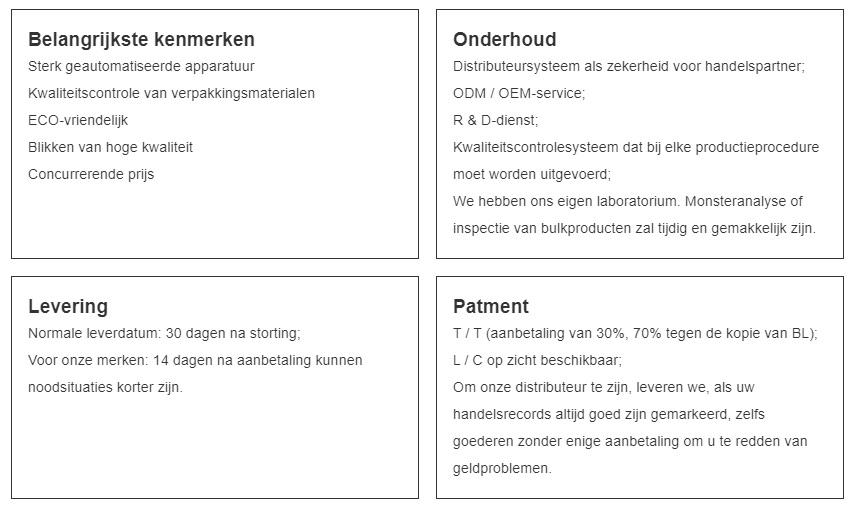 Belangrijkste kenmerken
Sterk geautomatiseerde apparatuur
Kwaliteitscontrole van verpakkingsmaterialen
ECO-vriendelijk
Blikken van hoge kwaliteit
Concurrerende prijs
Onderhoud
Distributeursysteem als zekerheid voor handelspartner;
ODM / OEM-service;
R & D-dienst;
Kwaliteitscontrolesysteem dat bij elke productieprocedure
moet worden uitgevoerd;
We hebben ons eigen laboratorium. Monsteranalyse of
inspectie van bulkproducten zal tijdig en gemakkelijk zijn.
Levering
Normale leverdatum: 30 dagen na storting;
Voor onze merken: 14 dagen na aanbetaling kunnen
noodsituaties korter zijn.
Patment
T / T (aanbetaling van 30%, 70% tegen de kopie van BL);
L / C op zicht beschikbaar;
Om onze distributeur te zijn, leveren we, als uw
handelsrecords altijd goed zijn gemarkeerd, zelfs
goederen zonder enige aanbetaling om u te redden van
geldproblemen.